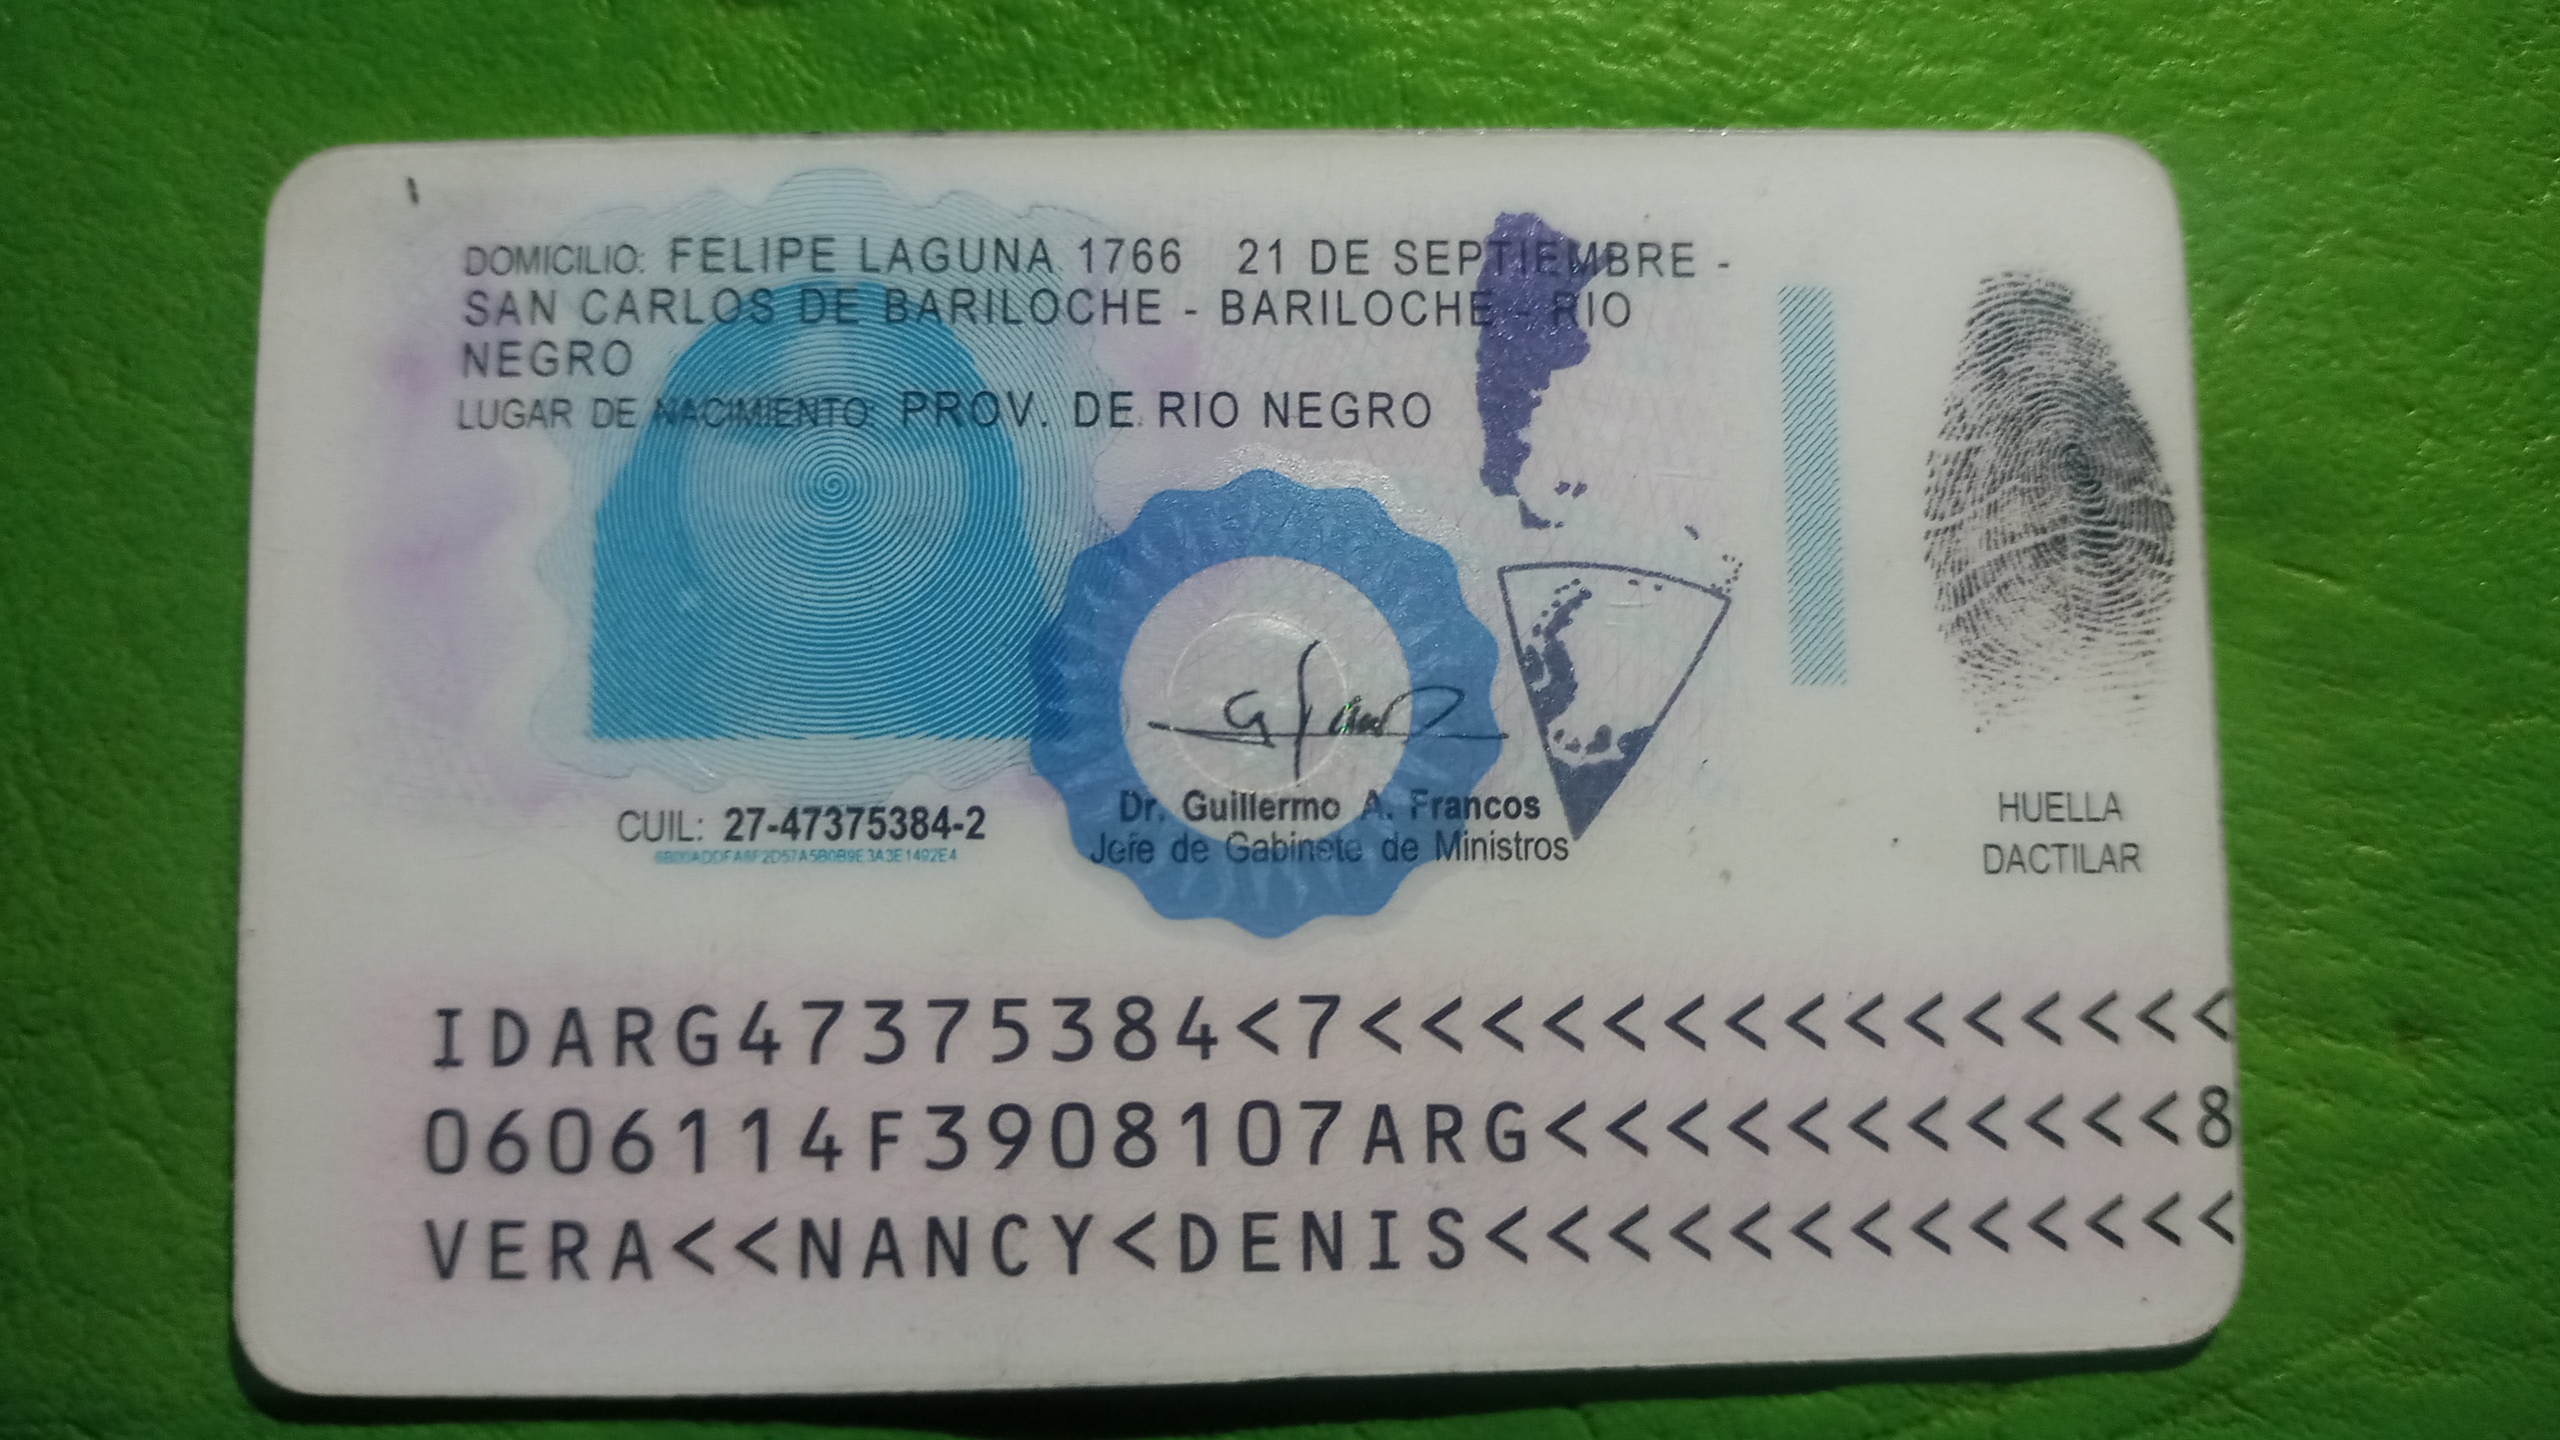 DOMICILIO: FELIPE LAGUNA 1766 21 DE SEPTIEMBRE -
SAN CARLOS DE BARILOCHE - BARILOCHE - RIO
NEGRO
LUGAR DE NACIMIENTO: PROV. DE RIO NEGRO
CUIL: 27-47375384-2
Dr. Guillermo A. Francos
Jefe de Gabinete de Ministros
HUELLA
DACTILAR
IDARG47375384<7<<<<<<<<<<<<<<<
0606114F3908107ARG<<<<<<<<<<<8
VERA<<NANCY<DENIS<<<<<<<<<<<<<